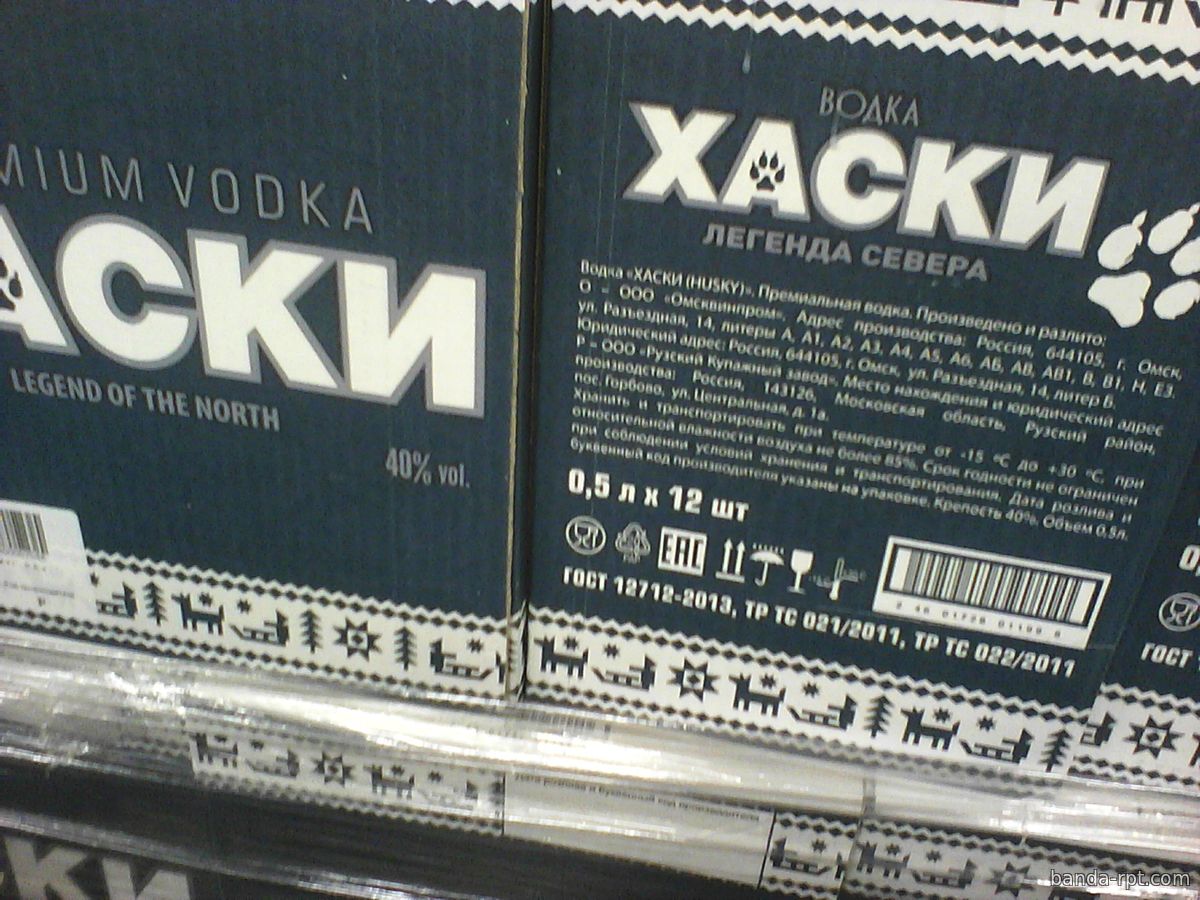 MIUM VODKA
АСКИ
LEGEND OF THE NORTH
40% vol.
ВОДКА
ХАСКИ
ЛЕГЕНДА СЕВЕРА
Водка «ХАСКИ (HUSKY)». Премиальная водка. Произведено и разлито:
О – ООО «Омсквинпром». Адрес производства: Россия, 644105, г. Омск,
ул. Разъездная, 14, литеры А, А1, А2, А3, А4, А5, А6, АБ, АВ, АВ1, В, В1, Н, Е3.
Юридический адрес: Россия, 644105, г. Омск, ул. Разъездная, 14, литер Б.
Р – ООО «Рузский Купажный завод». Место нахождения и юридический адрес
производства: Россия, 143126, Московская область, Рузский район,
пос. Горбово, ул. Центральная, д. 1а.
Хранить и транспортировать при температуре от -15 °С до +30 °С, при
относительной влажности воздуха не более 85%. Срок годности не ограничен
при соблюдении условий хранения и транспортирования. Дата розлива и
буквенный код производителя указаны на упаковке. Крепость 40%. Объем 0,5л.
0,5 л х 12 шт
EAC
ГОСТ 12712-2013, ТР ТС 021/2011, ТР ТС 022/2011
ГОСТ
СКИ
banda-rpt.com